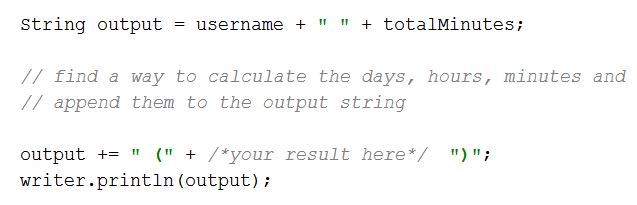 String output = username + " " + totalMinutes;
// find a way to calculate the days, hours, minutes and
// append them to the output string
output += " (" + /*your result here*/  ")";
writer.println(output);